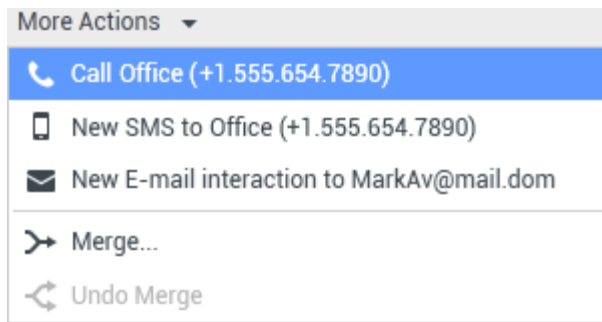 More Actions
Call Office (+1.555.654.7890)
New SMS to Office (+1.555.654.7890)
New E-mail interaction to MarkAv@mail.dom
Merge...
Undo Merge